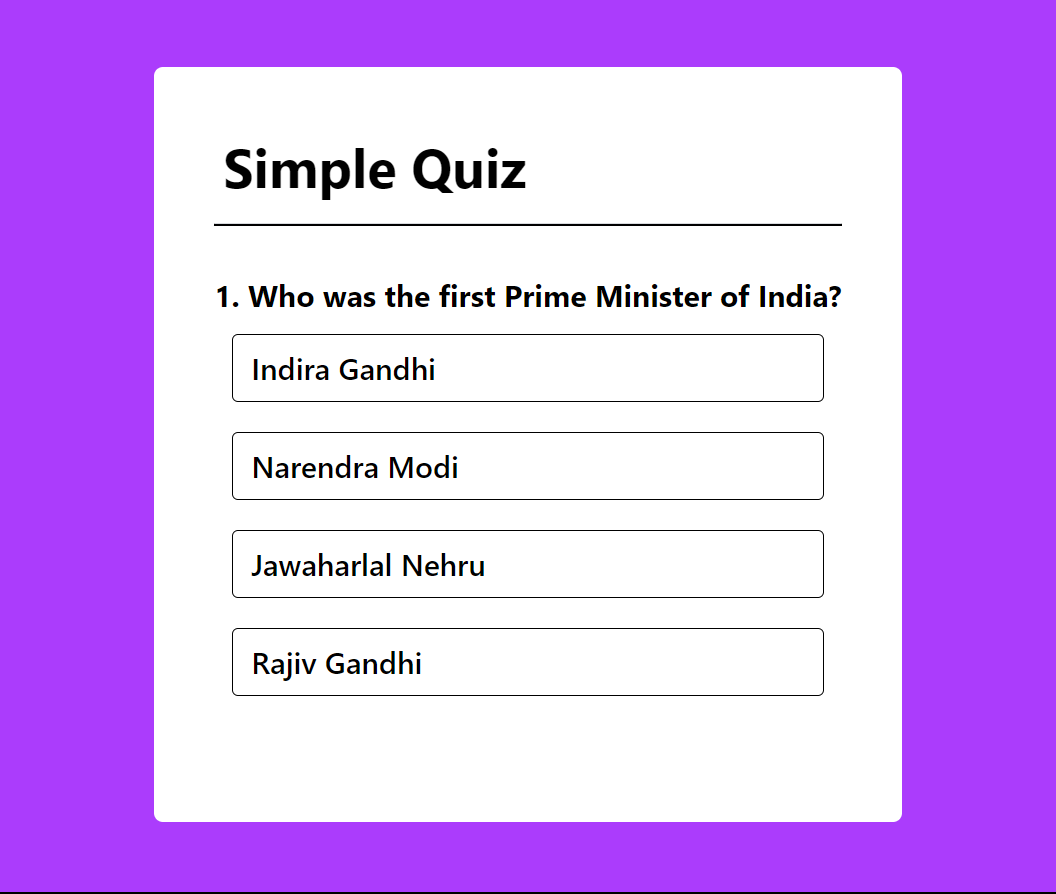 Simple Quiz
1. Who was the first Prime Minister of India?
Indira Gandhi
Narendra Modi
Jawaharlal Nehru
Rajiv Gandhi